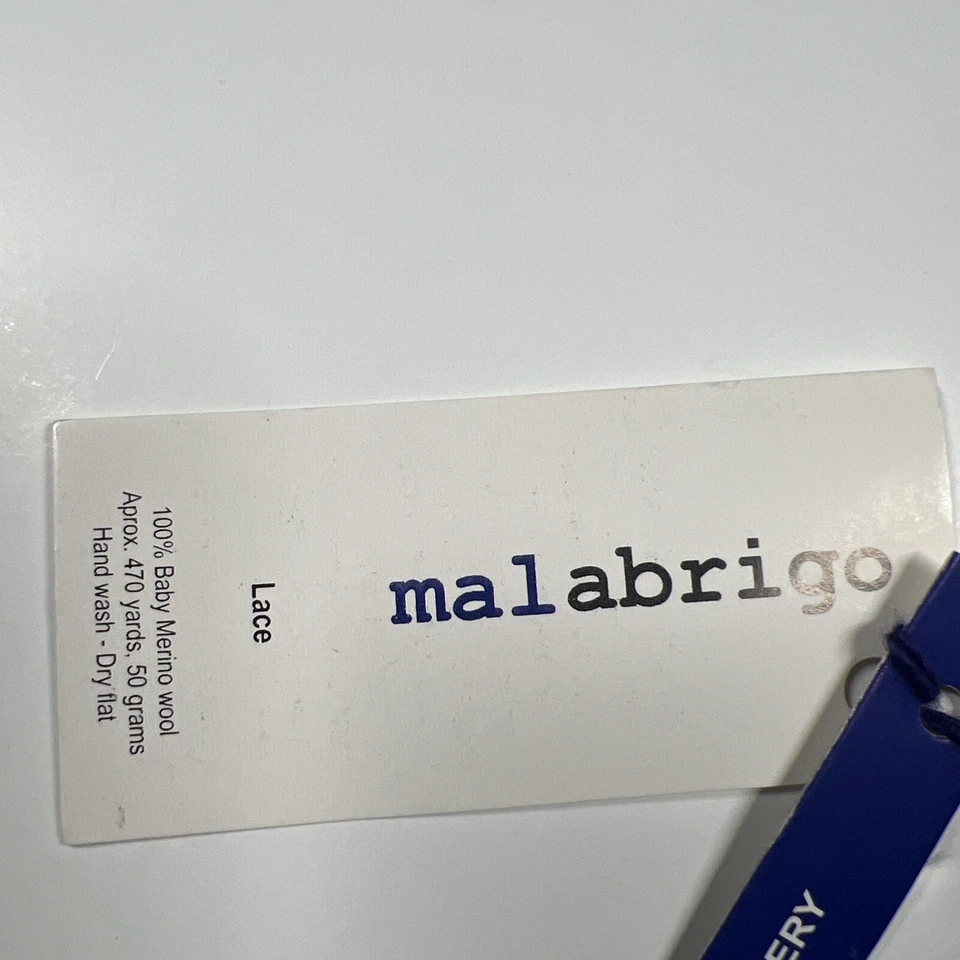 malabrigo
Lace
100% Baby Merino wool
Aprox. 470 yards, 50 grams
Hand wash - Dry flat
ERY